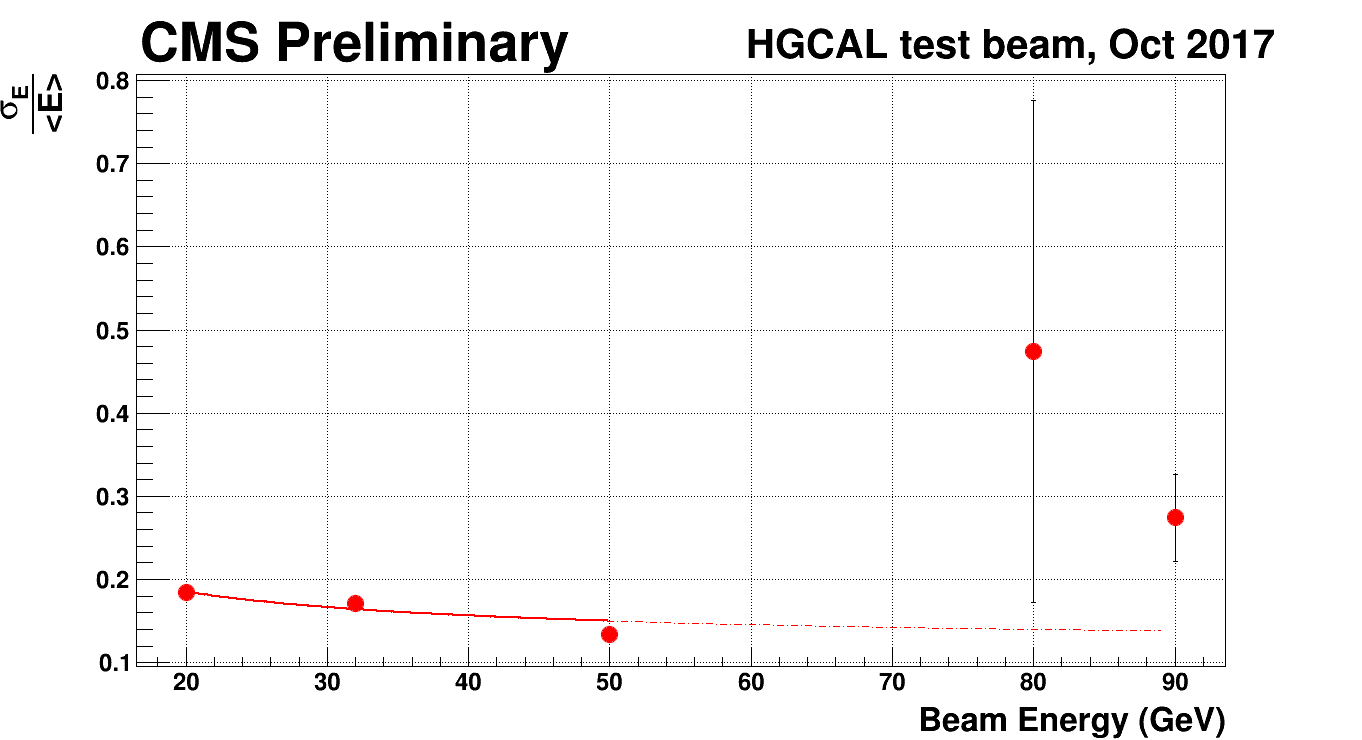 CMS Preliminary
HGCAL test beam, Oct 2017
σE
<E>
0.8
0.7
0.6
0.5
0.4
0.3
0.2
0.1
20 30 40 50 60 70 80 90
Beam Energy (GeV)